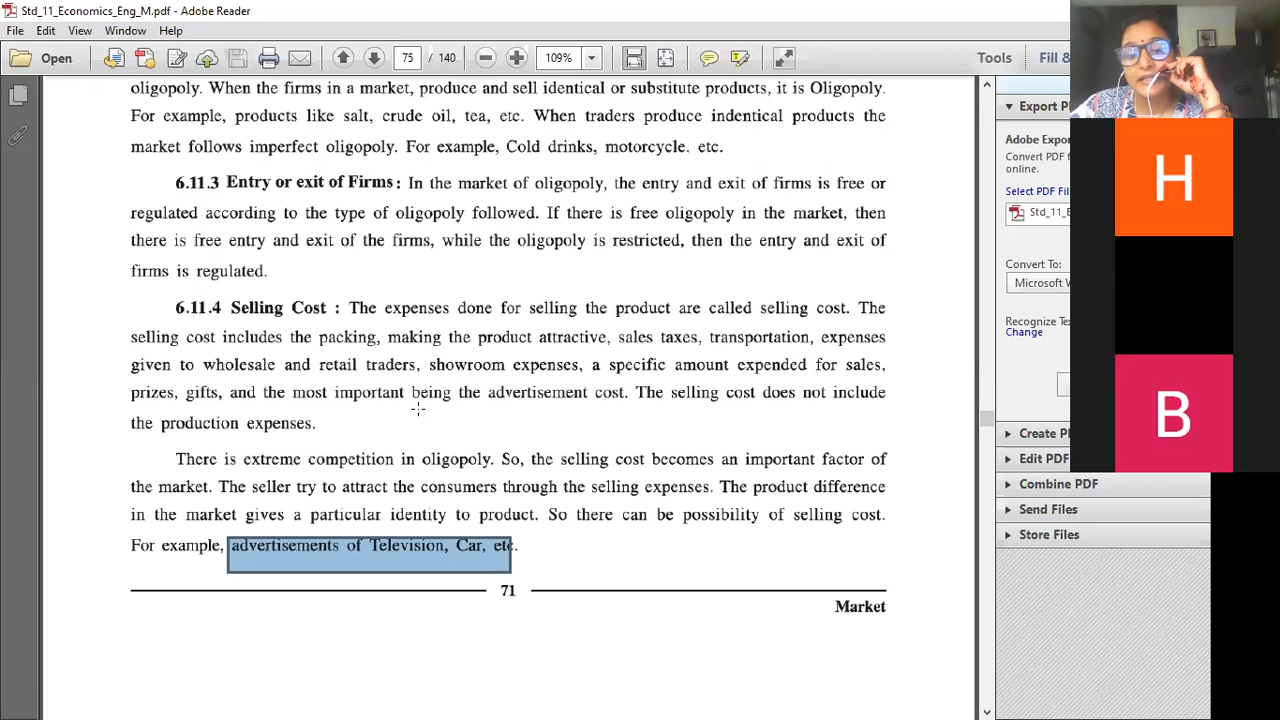 Std_11_Economics_Eng_M.pdf - Adobe Reader
File Edit View Window Help
Open 75 / 140 109% Tools Fill &
oligopoly. When the firms in a market, produce and sell identical or substitute products, it is Oligopoly.
For example, products like salt, crude oil, tea, etc. When traders produce indentical products the
market follows imperfect oligopoly. For example, Cold drinks, motorcycle. etc.
6.11.3 Entry or exit of Firms : In the market of oligopoly, the entry and exit of firms is free or
regulated according to the type of oligopoly followed. If there is free oligopoly in the market, then
there is free entry and exit of the firms, while the oligopoly is restricted, then the entry and exit of
firms is regulated.
6.11.4 Selling Cost : The expenses done for selling the product are called selling cost. The
selling cost includes the packing, making the product attractive, sales taxes, transportation, expenses
given to wholesale and retail traders, showroom expenses, a specific amount expended for sales,
prizes, gifts, and the most important being the advertisement cost. The selling cost does not include
the production expenses.
There is extreme competition in oligopoly. So, the selling cost becomes an important factor of
the market. The seller try to attract the consumers through the selling expenses. The product difference
in the market gives a particular identity to product. So there can be possibility of selling cost.
For example, advertisements of Television, Car, etc.
71
Market
Export P
Adobe Expor
Convert PD
online.
Select PDF Fil
Std_11_E
Convert To:
Microsoft W
Recognize Te
Change
Create P
Edit PD
Combine PDF
Send Files
Store Files
H
B